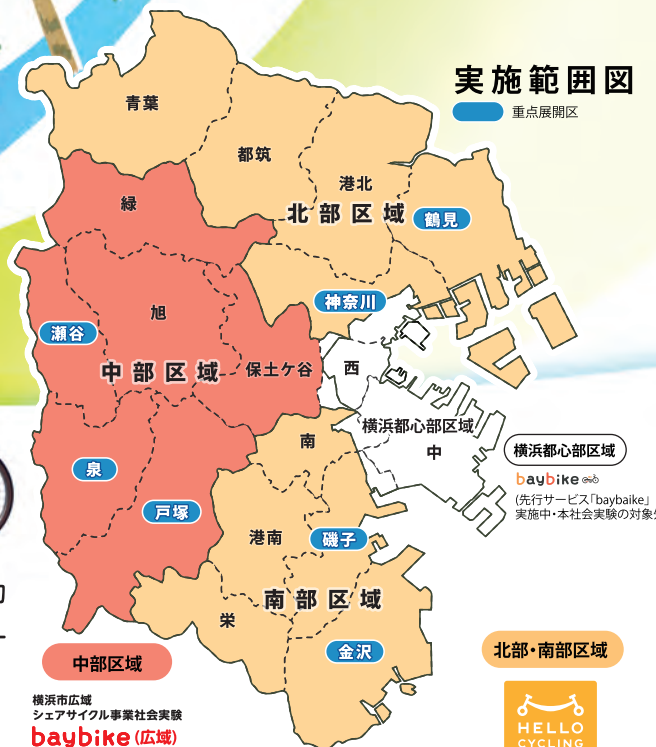 実施範囲図
重点展開区
青葉
都筑
港北
緑
北部区域
鶴見
神奈川
旭
瀬谷
中部区域
保土ケ谷
西
横浜都心部区域
中
南
横浜都心部区域
baybike
(先行サービス「baybaike」
実施中・本社会実験の対象
泉
戸塚
港南
磯子
南部区域
栄
金沢
中部区域
北部・南部区域
横浜市広域
シェアサイクル事業社会実験
baybike(広域)
HELLO
CYCLING